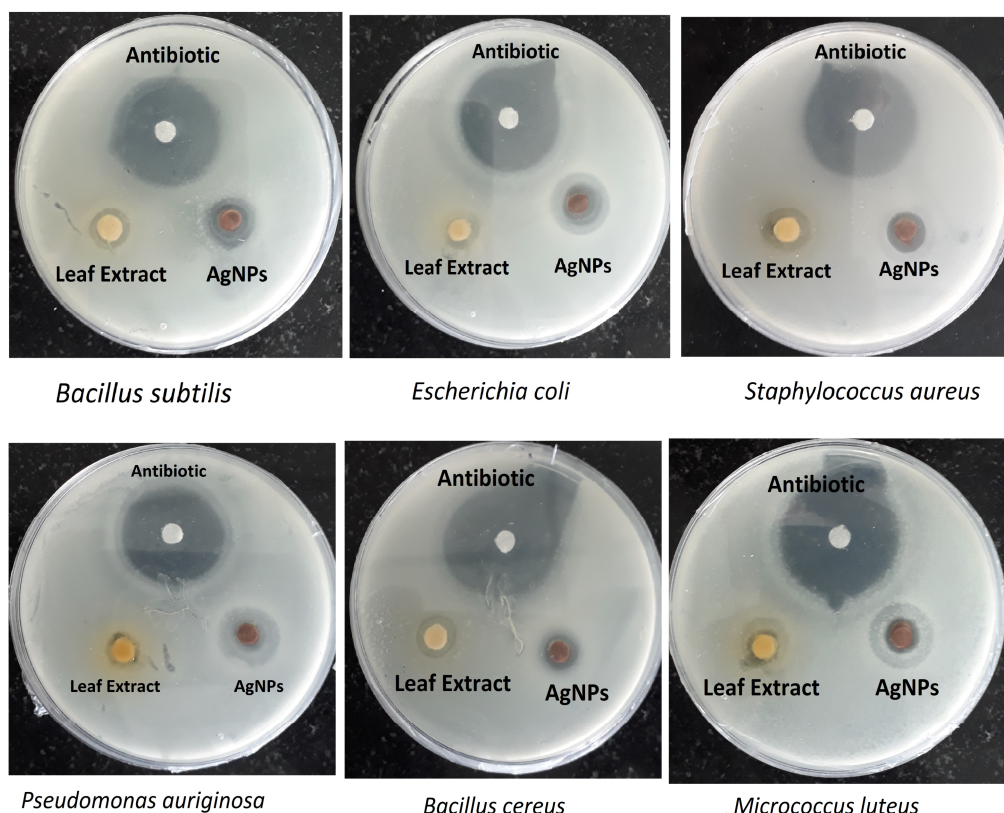 Antibiotic
Leaf Extract
AgNPs
Antibiotic
Leaf Extract
AgNPs
Antibiotic
Leaf Extract
AgNPs
Bacillus subtilis
Escherichia coli
Staphylococcus aureus
Antibiotic
Leaf Extract
AgNPs
Antibiotic
Leaf Extract
AgNPs
Antibiotic
Leaf Extract
AgNPs
Pseudomonas auriginosa
Bacillus cereus
Micrococcus luteus